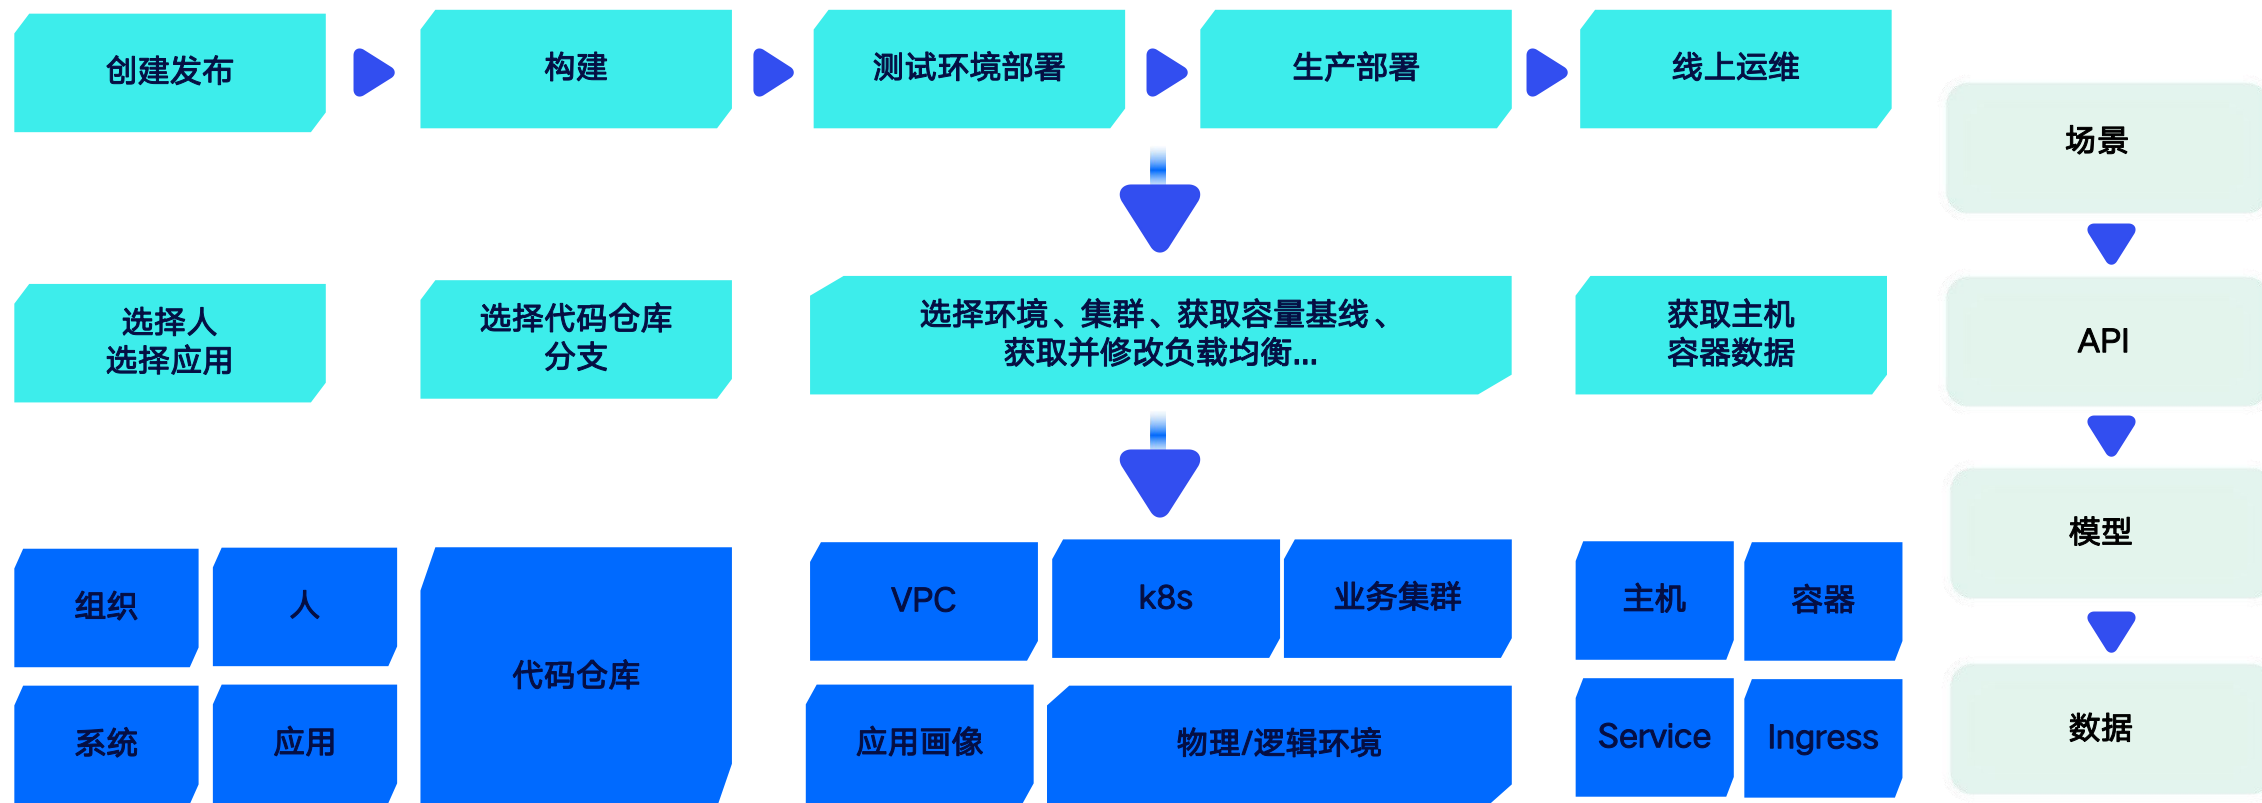 创建发布
构建
测试环境部署
生产部署
线上运维
场景
选择人
选择应用
选择代码仓库
分支
选择环境、集群、获取容量基线、
获取并修改负载均衡...
获取主机
容器数据
API
组织
人
系统
应用
代码仓库
VPC
k8s
业务集群
应用画像
物理/逻辑环境
主机
容器
Service
Ingress
模型
数据